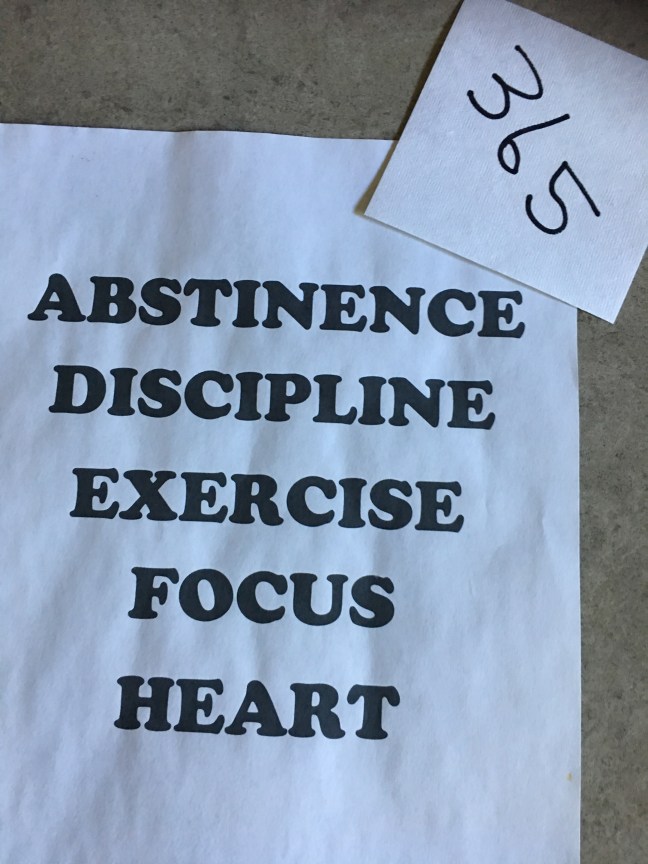 365
ABSTINENCE
DISCIPLINE
EXERCISE
FOCUS
HEART